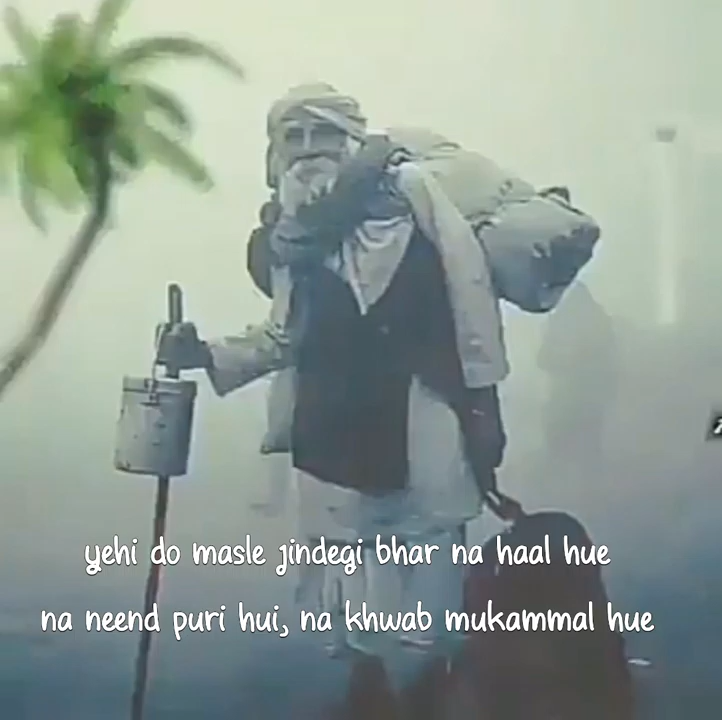 yehi do masle jindegi bhar na haal hue
na neend puri hui, na khwab mukammal hue